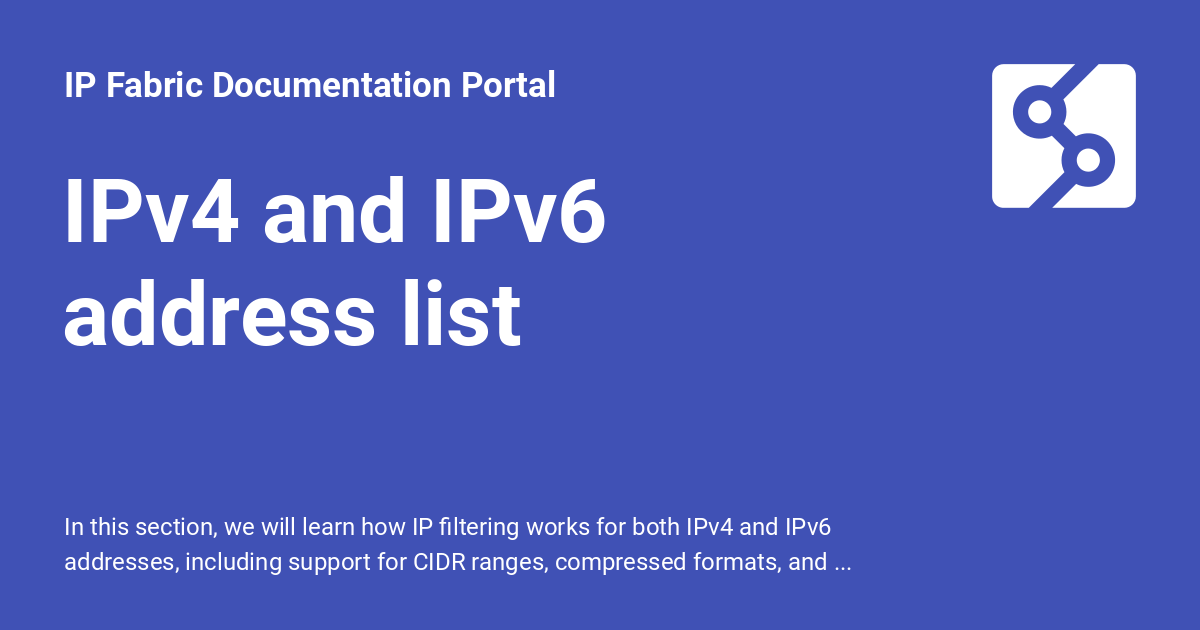 IP Fabric Documentation Portal
IPv4 and IPv6
address list
In this section, we will learn how IP filtering works for both IPv4 and IPv6
addresses, including support for CIDR ranges, compressed formats, and ...